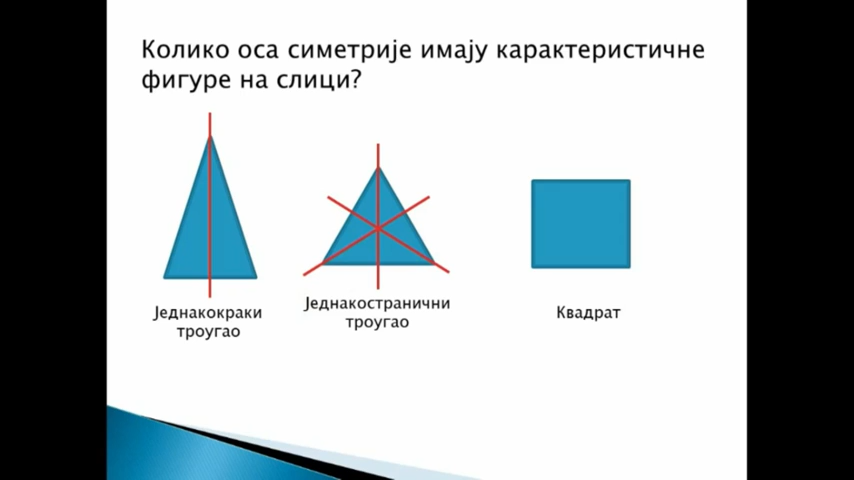 Колико оса симетрије имају карактеристичне
фигуре на слици?
Једнакокраки
троугао
Једнакостранични
троугао
Квадрат